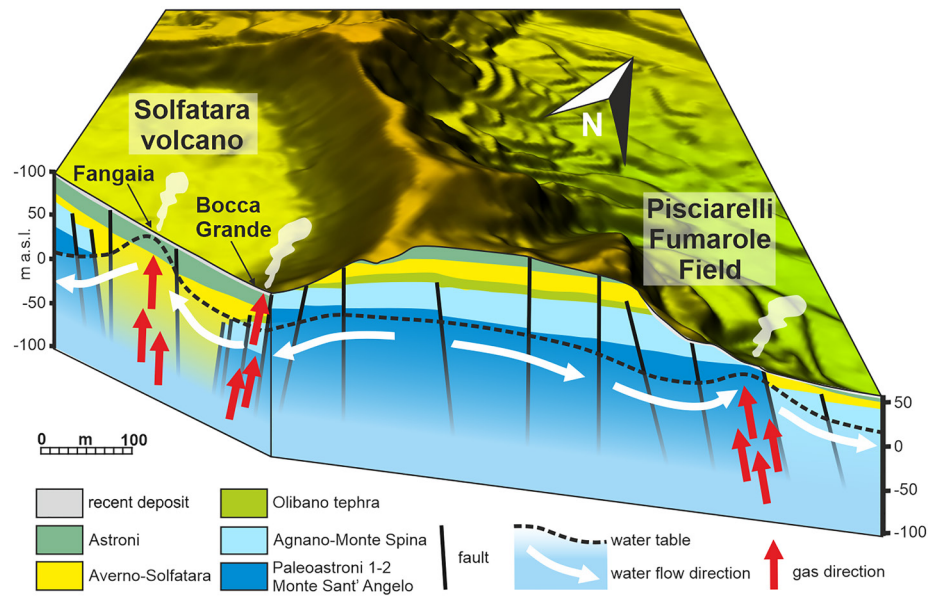 Solfatara
volcano
N
Fangaia
Bocca
Grande
Pisciarelli
Fumarole
Field
m a.s.l.
-100
50
0
-50
-100
50
0
-50
-100
0 m 100
recent deposit
Astroni
Averno-Solfatara
Olibano tephra
Agnano-Monte Spina
Paleoastroni 1-2
Monte Sant' Angelo
fault
water table
water flow direction
gas direction